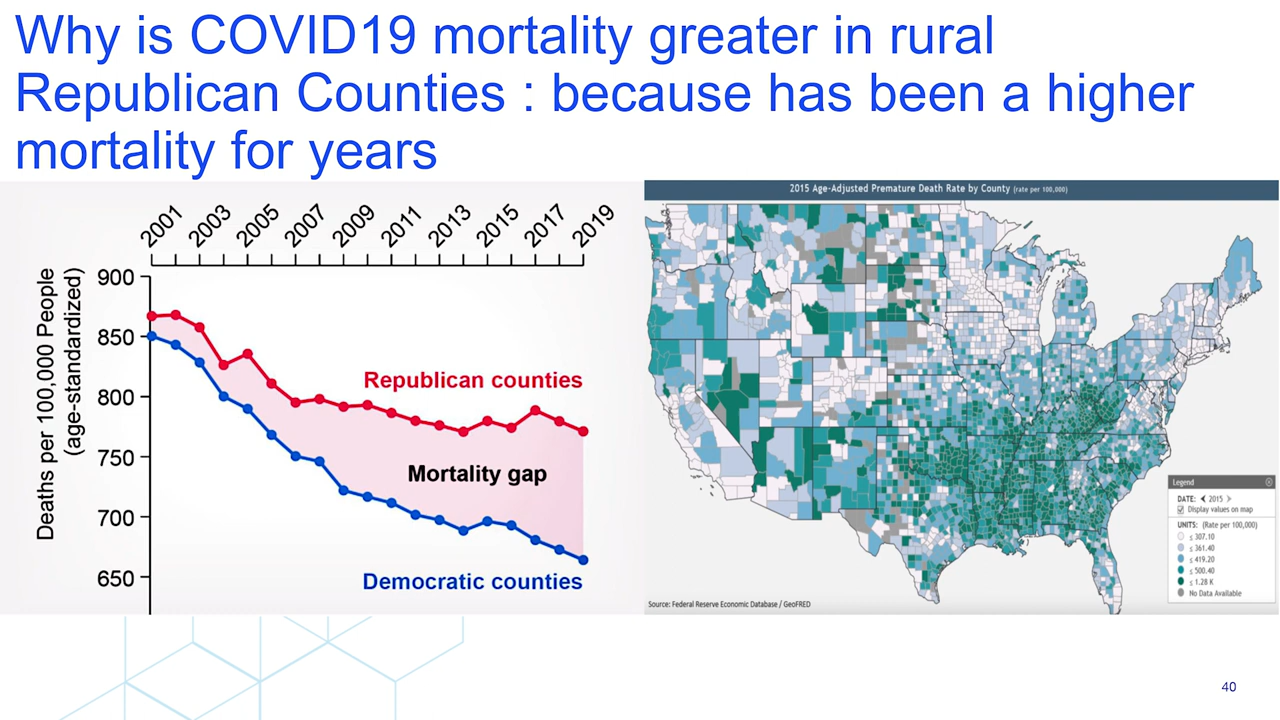 Why is COVID19 mortality greater in rural
Republican Counties : because has been a higher
mortality for years
2001 2003 2005 2007 2009 2011 2013 2015 2017 2019
Deaths per 100,000 People
(age-standardized)
900
850
800
750
700
650
Republican counties
Mortality gap
Democratic counties
2015 Age-Adjusted Premature Death Rate by County (rate per 100,000)
Legend
DATE: 2015
Display values on map
UNITS: (Rate per 100,000)
≤ 307.10
≤ 361.40
≤ 419.20
≤ 500.40
≤ 1.28 K
No Data Available
Source: Federal Reserve Economic Database / GeoFRED
40